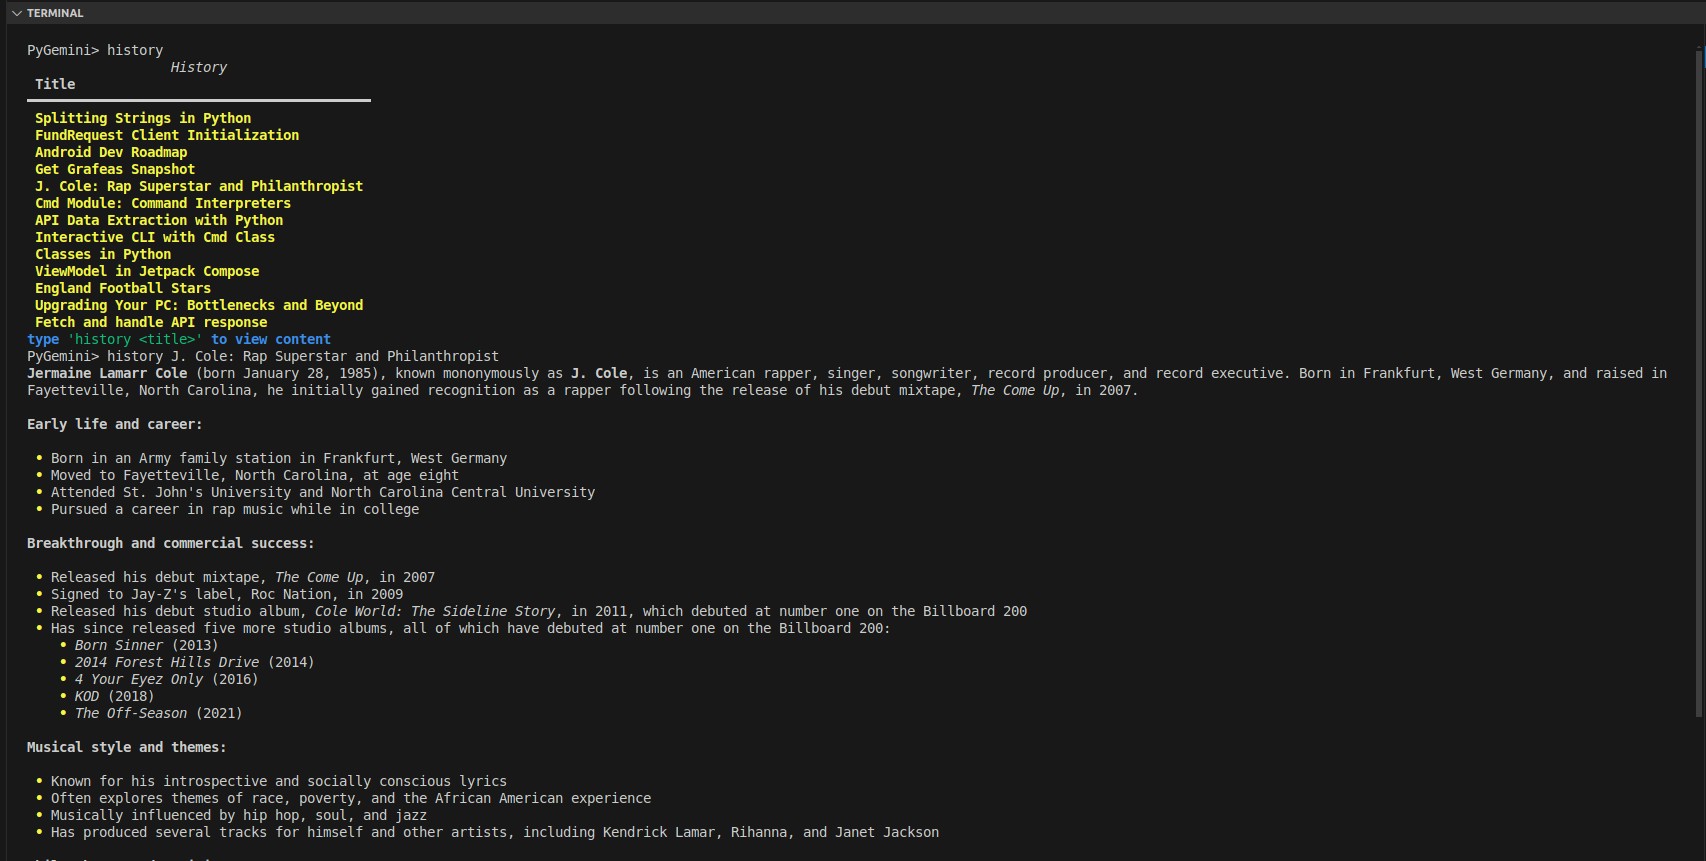 TERMINAL
PyGemini> history
History
Title
Splitting Strings in Python
FundRequest Client Initialization
Android Dev Roadmap
Get Grafeas Snapshot
J. Cole: Rap Superstar and Philanthropist
Cmd Module: Command Interpreters
API Data Extraction with Python
Interactive CLI with Cmd Class
Classes in Python
ViewModel in Jetpack Compose
England Football Stars
Upgrading Your PC: Bottlenecks and Beyond
Fetch and handle API response
type 'history <title>' to view content
PyGemini> history J. Cole: Rap Superstar and Philanthropist
Jermaine Lamarr Cole (born January 28, 1985), known mononymously as J. Cole, is an American rapper, singer, songwriter, record producer, and record executive. Born in Frankfurt, West Germany, and raised in
Fayetteville, North Carolina, he initially gained recognition as a rapper following the release of his debut mixtape, The Come Up, in 2007.
Early life and career:
• Born in an Army family station in Frankfurt, West Germany
• Moved to Fayetteville, North Carolina, at age eight
• Attended St. John's University and North Carolina Central University
• Pursued a career in rap music while in college
Breakthrough and commercial success:
• Released his debut mixtape, The Come Up, in 2007
• Signed to Jay-Z's label, Roc Nation, in 2009
• Released his debut studio album, Cole World: The Sideline Story, in 2011, which debuted at number one on the Billboard 200
• Has since released five more studio albums, all of which have debuted at number one on the Billboard 200:
• Born Sinner (2013)
• 2014 Forest Hills Drive (2014)
• 4 Your Eyez Only (2016)
• KOD (2018)
• The Off-Season (2021)
Musical style and themes:
• Known for his introspective and socially conscious lyrics
• Often explores themes of race, poverty, and the African American experience
• Musically influenced by hip hop, soul, and jazz
• Has produced several tracks for himself and other artists, including Kendrick Lamar, Rihanna, and Janet Jackson